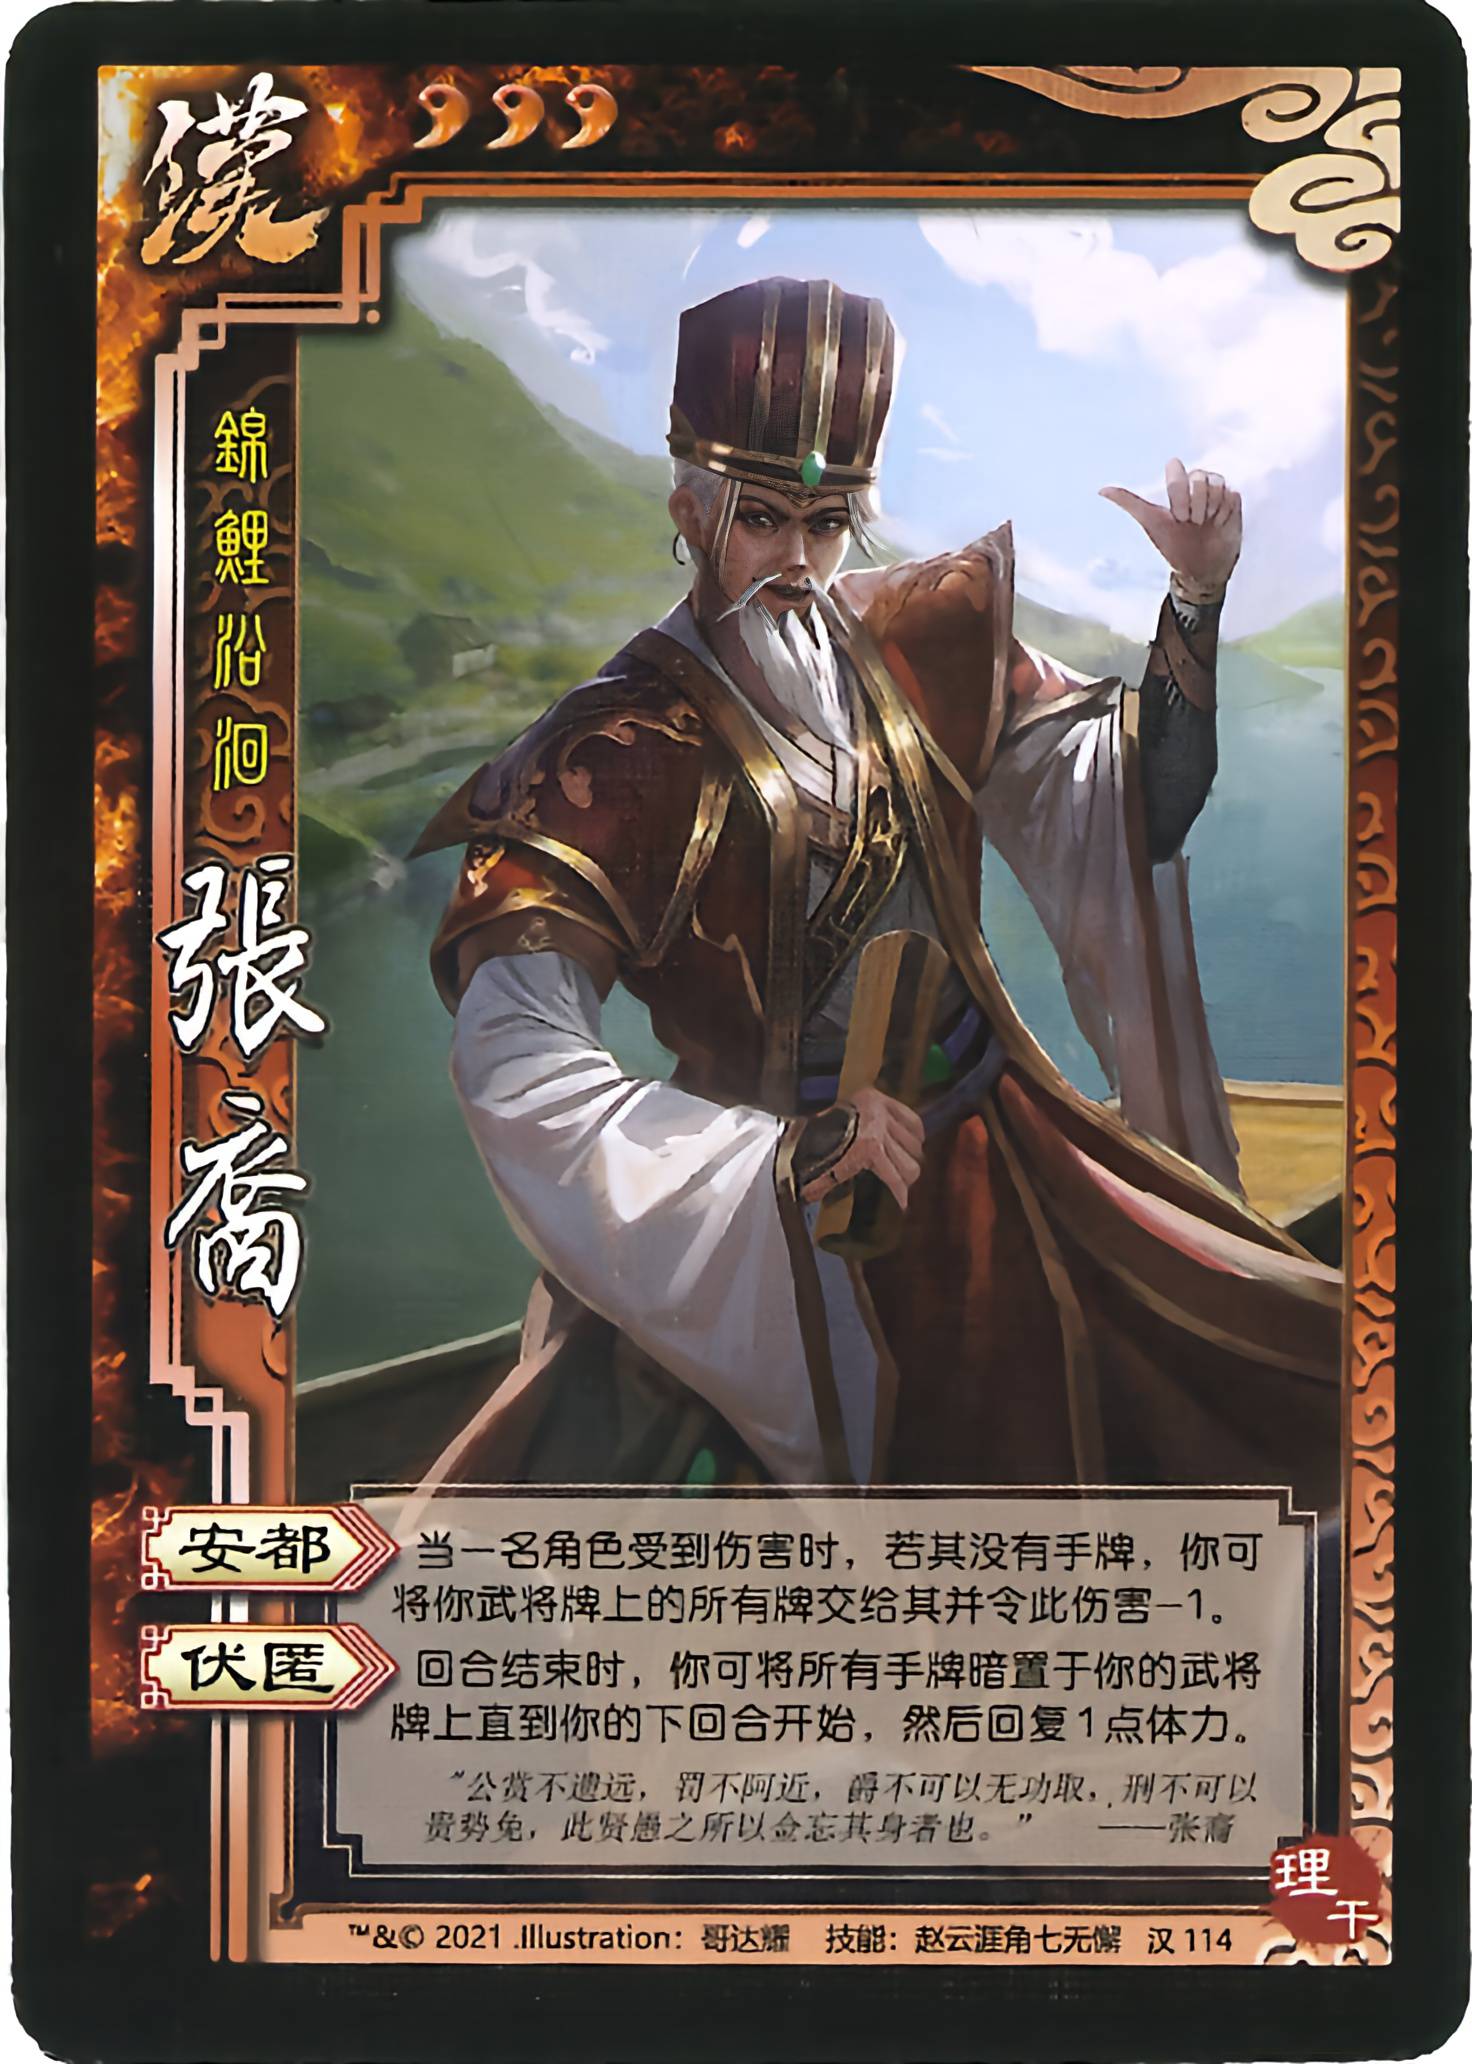 漢
錦鯉沿洄
張裔
安都
当一名角色受到伤害时，若其没有手牌，你可
将你武将牌上的所有牌交给其并令此伤害-1。
伏匿
回合结束时，你可将所有手牌暗置于你的武将
牌上直到你的下回合开始，然后回复1点体力。
“公赏不遗远，罚不阿近，爵不可以无功取，刑不可以
贵势免，此贤愚之所以佥忘其身者也。” ——张裔
理干
™&© 2021 .Illustration：哥达耀 技能：赵云涯角七无懈 汉 114